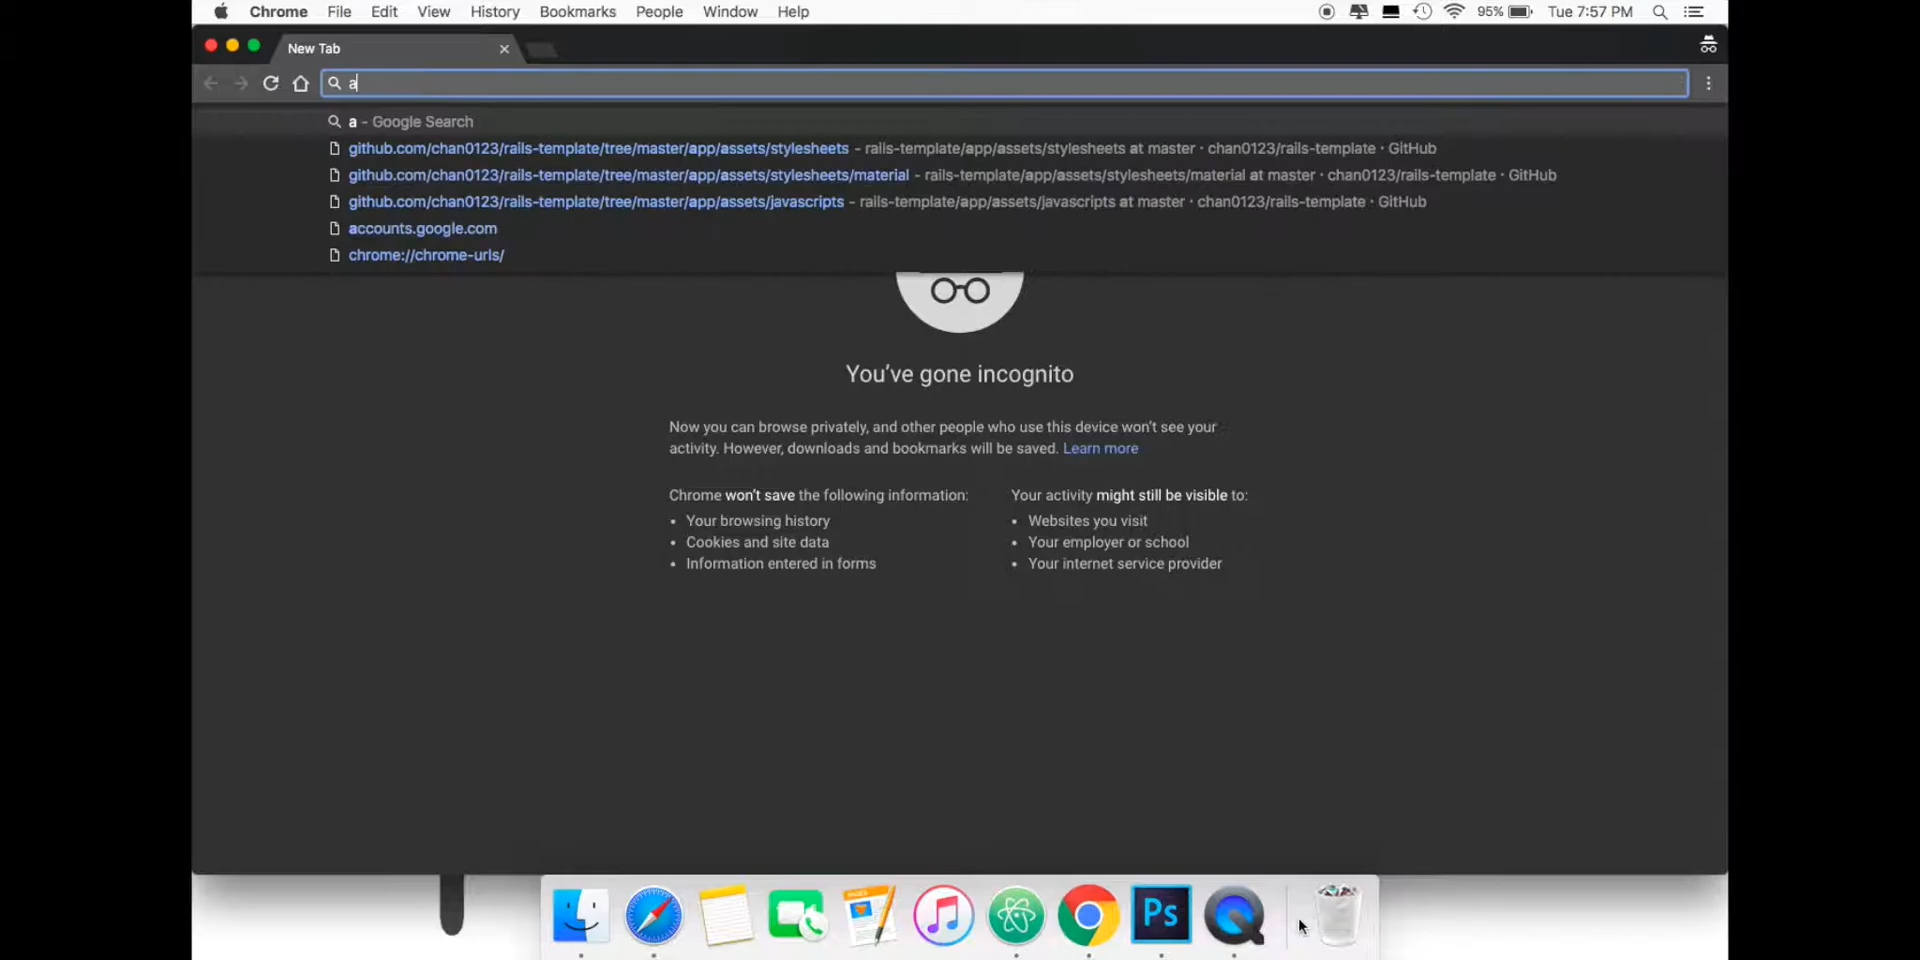 Chrome File Edit View History Bookmarks People Window Help 95% Tue 7:57 PM
New Tab
a
a - Google Search
github.com/chan0123/rails-template/tree/master/app/assets/stylesheets - rails-template/app/assets/stylesheets at master · chan0123/rails-template · GitHub
github.com/chan0123/rails-template/tree/master/app/assets/stylesheets/material - rails-template/app/assets/stylesheets/material at master · chan0123/rails-template · GitHub
github.com/chan0123/rails-template/tree/master/app/assets/javascripts - rails-template/app/assets/javascripts at master · chan0123/rails-template · GitHub
accounts.google.com
chrome://chrome-urls/
You've gone incognito
Now you can browse privately, and other people who use this device won't see your
activity. However, downloads and bookmarks will be saved. Learn more
Chrome won't save the following information:
• Your browsing history
• Cookies and site data
• Information entered in forms
Your activity might still be visible to:
• Websites you visit
• Your employer or school
• Your internet service provider
PAGES
Ps